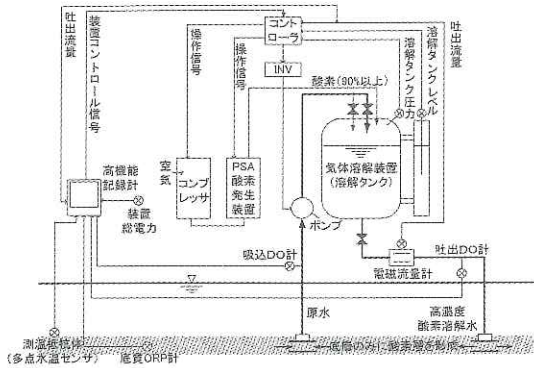 吐出流量
装置コントロール信号
操作信号
操作信号
コント
ローラ
INV
酸素(90%以上)
溶解タンク圧力
溶解タンクレベル
吐出流量
高機能
記録計
装置
総電力
空気
コンプ
レッサ
PSA
酸素
発生
装置
気体溶解装置
(溶解タンク)
ポンプ
吸込DO計
吐出DO計
電磁流量計
原水
高濃度
酸素溶解水
測温抵抗体
(多点水温センサ)
底質ORP計
底層のみに酸素層を形成